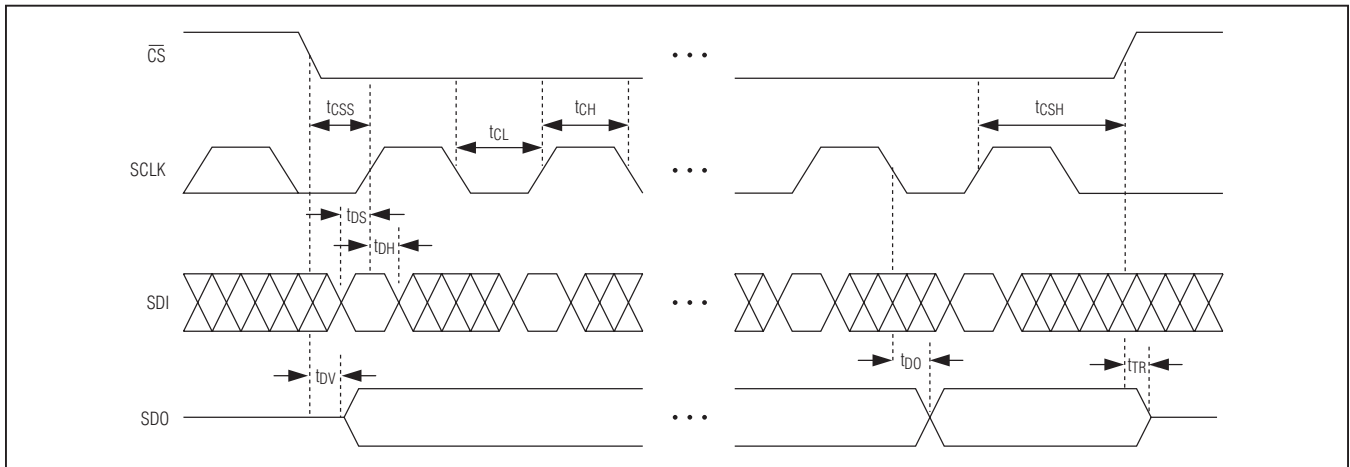 CS
• • •
tCSS
tCH
tCSH
tCL
SCLK
• • •
tDS
tDH
SDI
• • •
tDO
tTR
tDV
SDO
• • •